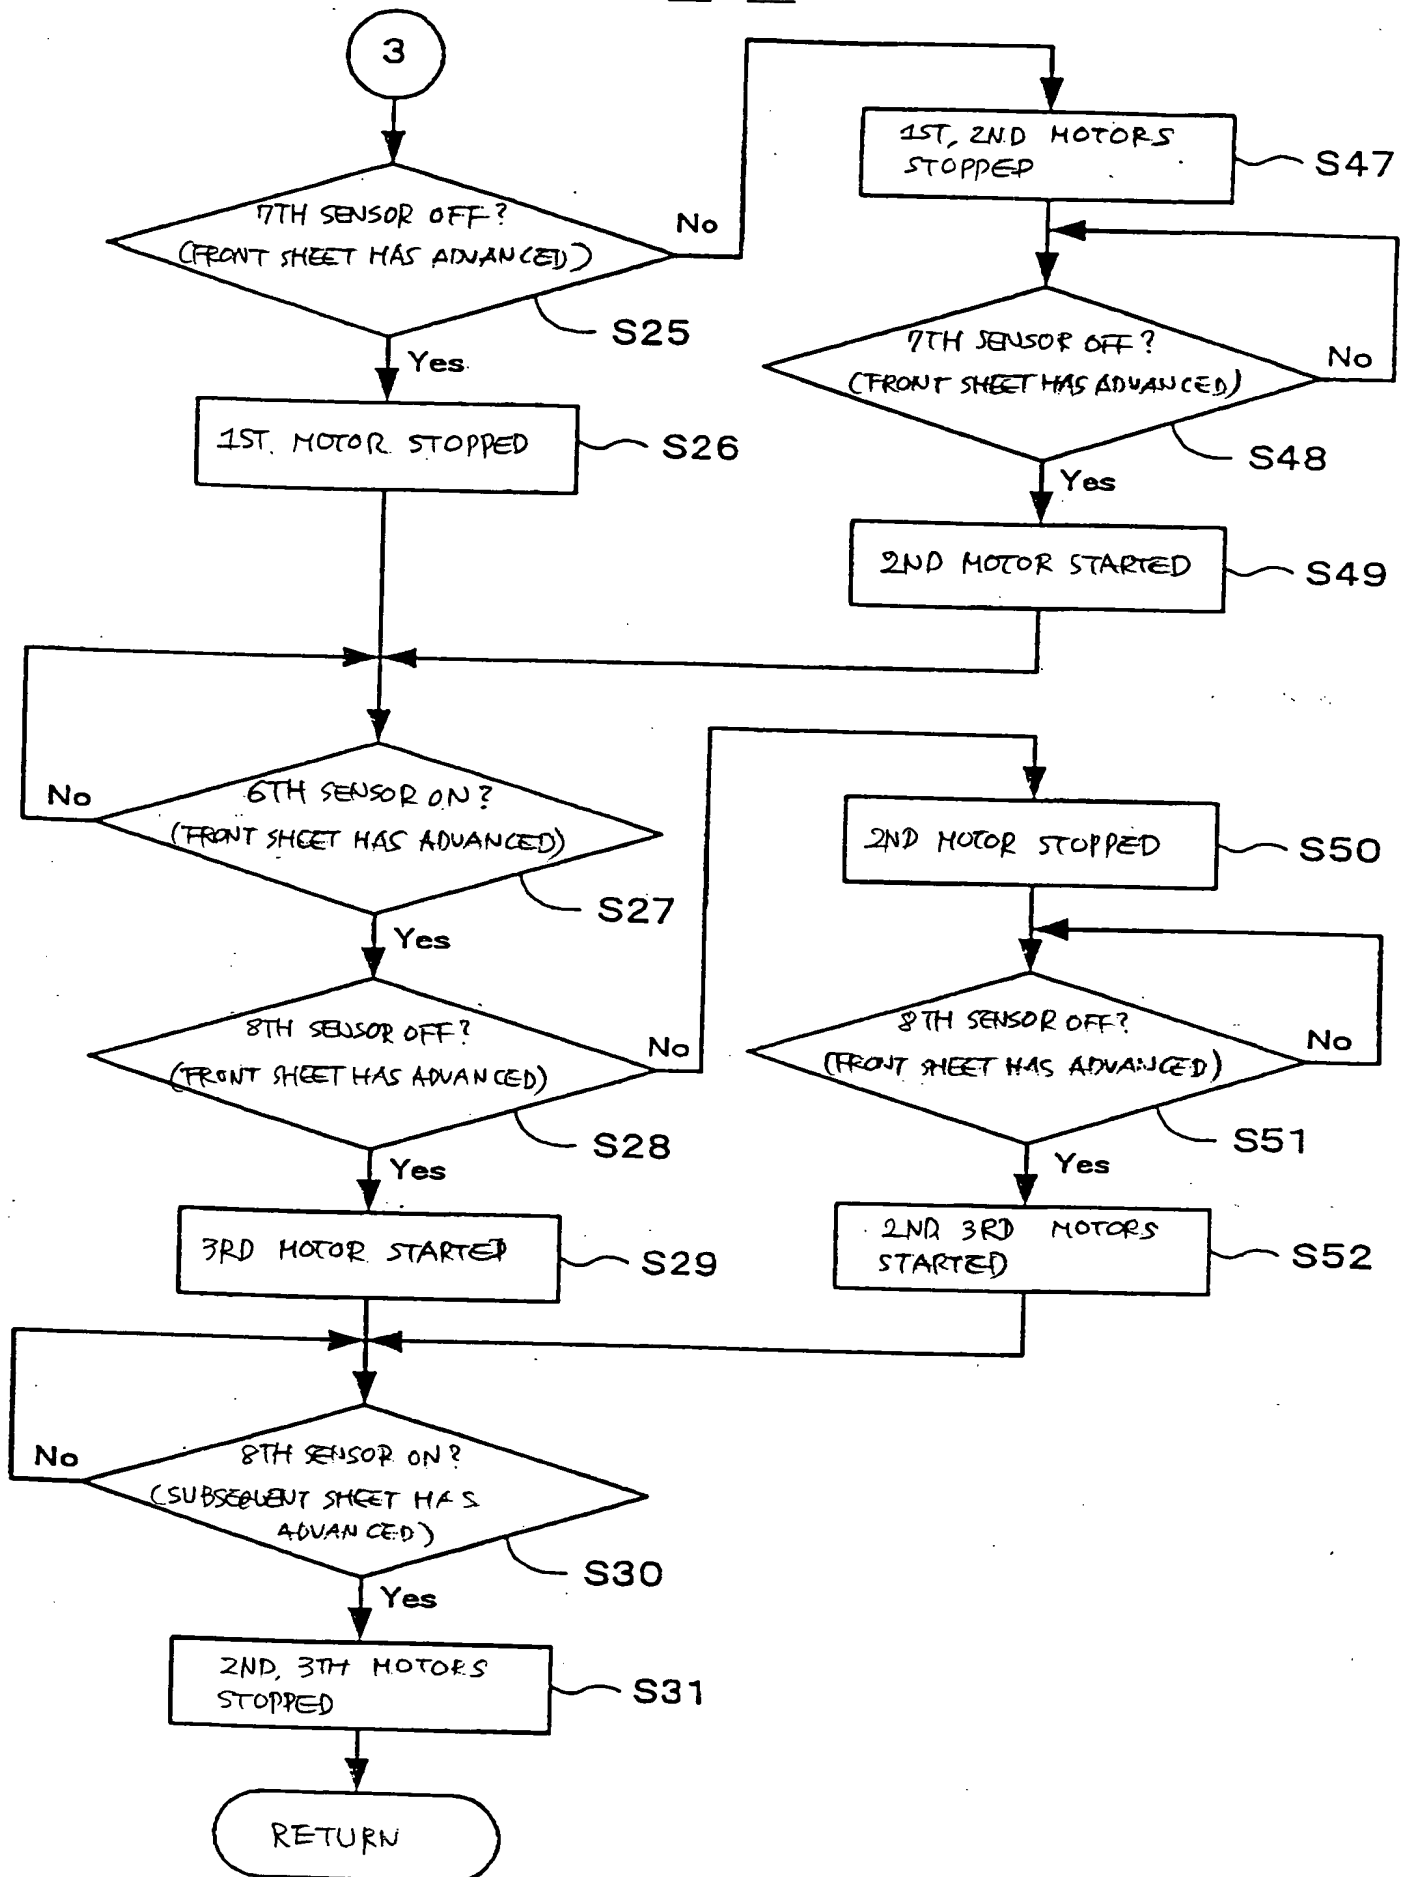 3
7TH SENSOR OFF?
(FRONT SHEET HAS ADVANCED)
No
S25
Yes
1ST. MOTOR STOPPED
S26
1ST, 2ND MOTORS
STOPPED
S47
7TH SENSOR OFF?
(FRONT SHEET HAS ADVANCED)
No
S48
Yes
2ND MOTOR STARTED
S49
6TH SENSOR ON?
(FRONT SHEET HAS ADVANCED)
No
S27
Yes
8TH SENSOR OFF?
(FRONT SHEET HAS ADVANCED)
No
S28
Yes
3RD MOTOR STARTED
S29
2ND MOTOR STOPPED
S50
8TH SENSOR OFF?
(FRONT SHEET HAS ADVANCED)
No
S51
Yes
2ND, 3RD MOTORS
STARTED
S52
8TH SENSOR ON?
(SUBSEQUENT SHEET HAS
ADVANCED)
No
S30
Yes
2ND, 3TH MOTORS
STOPPED
S31
RETURN